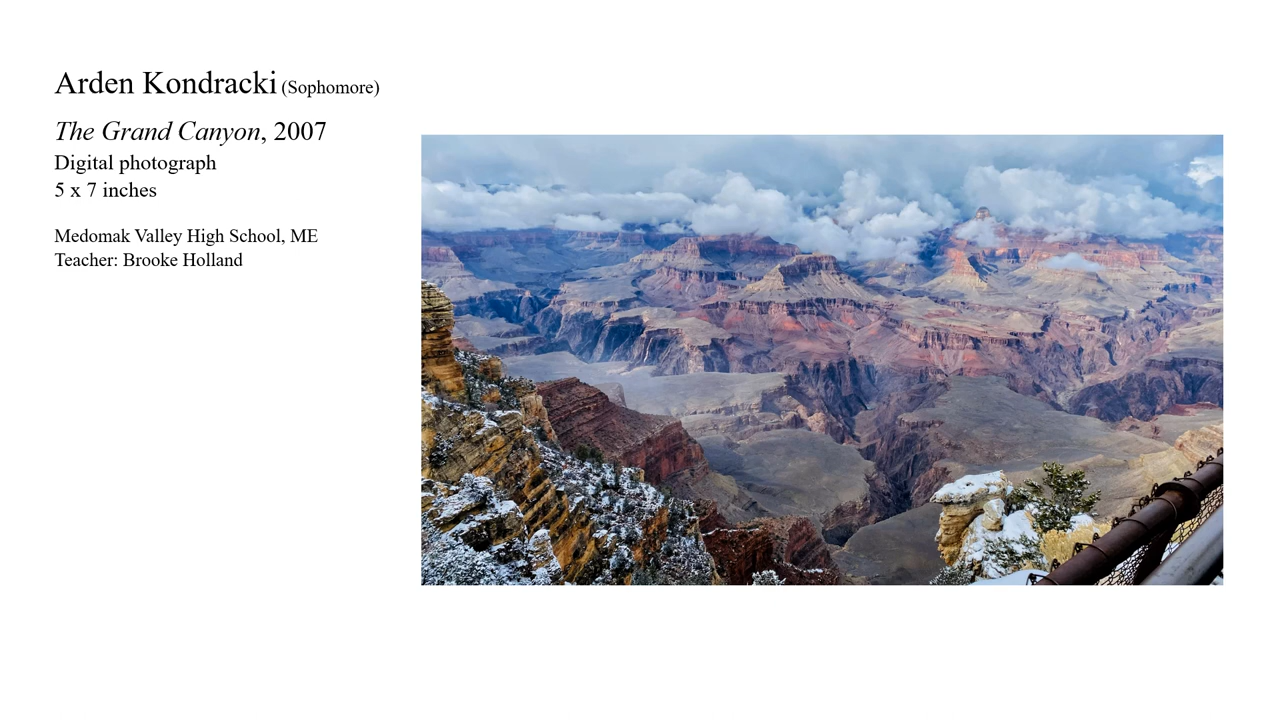 Arden Kondracki (Sophomore)
The Grand Canyon, 2007
Digital photograph
5 x 7 inches
Medomak Valley High School, ME
Teacher: Brooke Holland